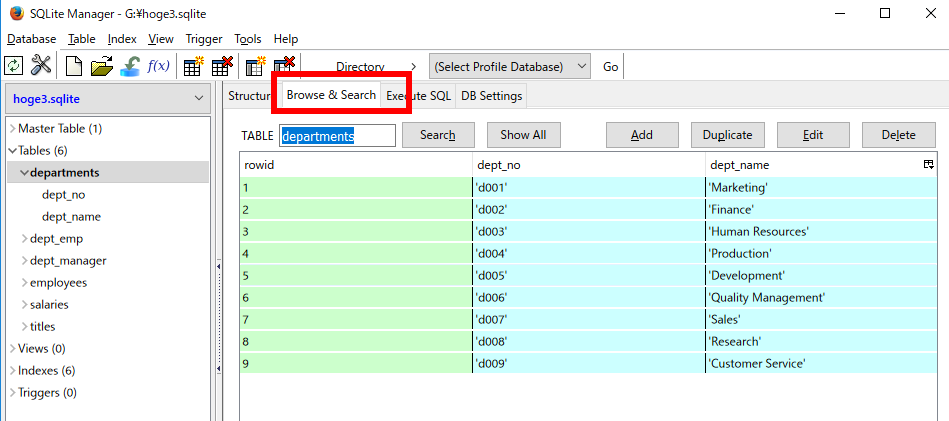 SQLite Manager - G:¥hoge3.sqlite
Database Table Index View Trigger Tools Help
f(x) Directory (Select Profile Database) Go
hoge3.sqlite
Master Table (1)
Tables (6)
departments
dept_no
dept_name
dept_emp
dept_manager
employees
salaries
titles
Views (0)
Indexes (6)
Triggers (0)
Structur Browse & Search Execute SQL DB Settings
TABLE departments Search Show All Add Duplicate Edit Delete
rowid dept_no dept_name
1 'd001' 'Marketing'
2 'd002' 'Finance'
3 'd003' 'Human Resources'
4 'd004' 'Production'
5 'd005' 'Development'
6 'd006' 'Quality Management'
7 'd007' 'Sales'
8 'd008' 'Research'
9 'd009' 'Customer Service'